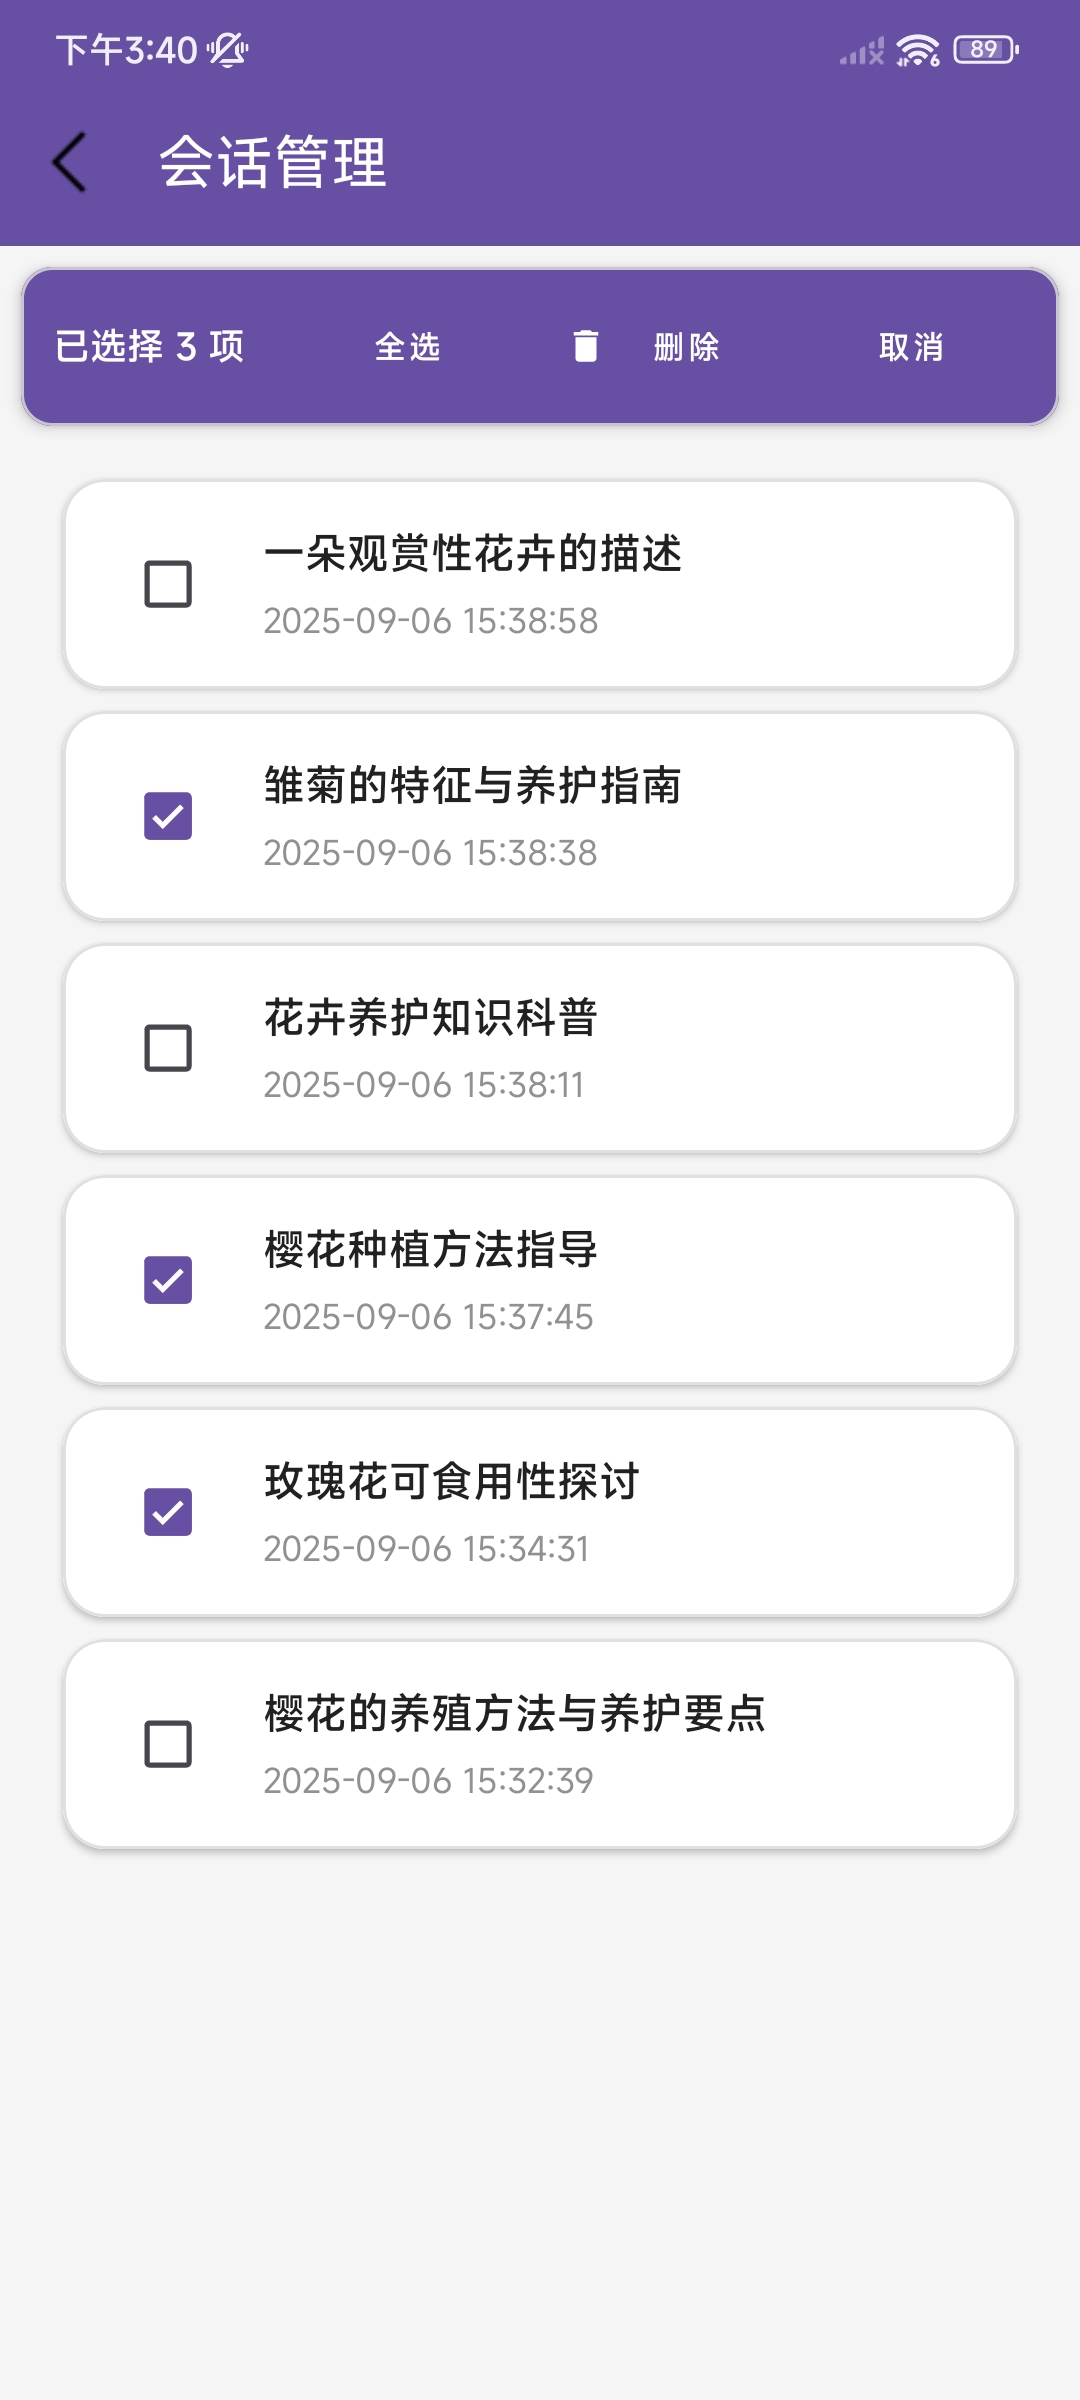 下午3:40 6 89
会话管理
已选择 3 项 全选 删除 取消
一朵观赏性花卉的描述
2025-09-06 15:38:58
雏菊的特征与养护指南
2025-09-06 15:38:38
花卉养护知识科普
2025-09-06 15:38:11
樱花种植方法指导
2025-09-06 15:37:45
玫瑰花可食用性探讨
2025-09-06 15:34:31
樱花的养殖方法与养护要点
2025-09-06 15:32:39